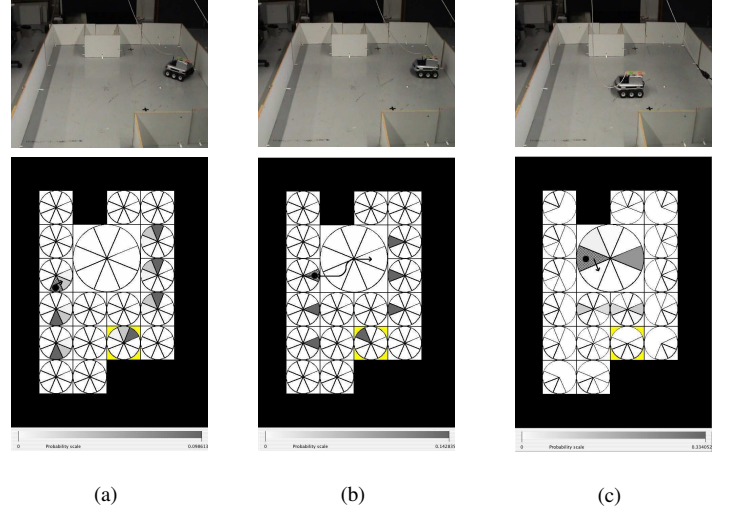 0 Probability scale 0.098613
0 Probability scale 0.142835
0 Probability scale 0.334052
(a) (b) (c)